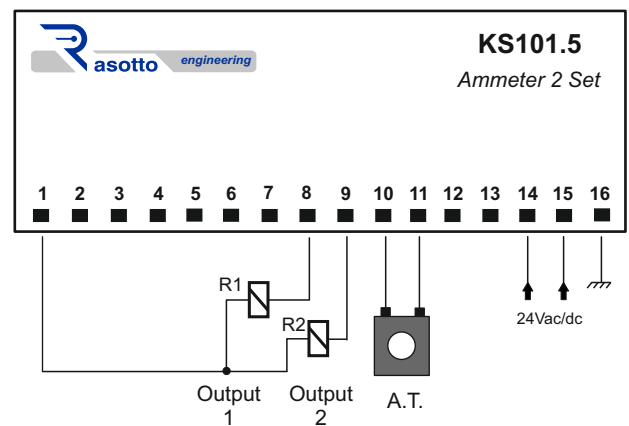 Rasotto engineering
KS101.5
Ammeter 2 Set
1 2 3 4 5 6 7 8 9 10 11 12 13 14 15 16
R1
R2
24Vac/dc
Output 1
Output 2
A.T.